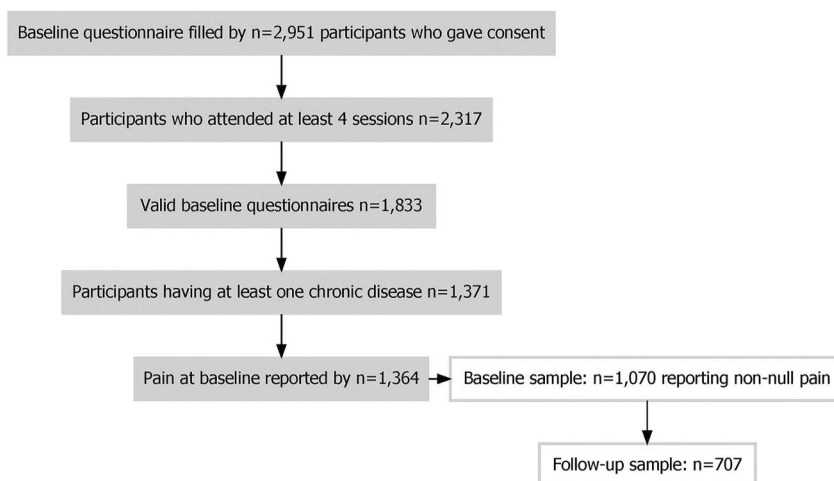 Baseline questionnaire filled by n=2,951 participants who gave consent
Participants who attended at least 4 sessions n=2,317
Valid baseline questionnaires n=1,833
Participants having at least one chronic disease n=1,371
Pain at baseline reported by n=1,364
Baseline sample: n=1,070 reporting non-null pain
Follow-up sample: n=707